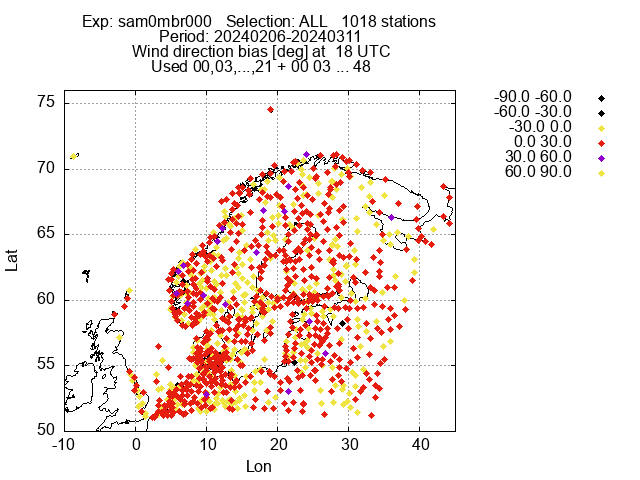 Exp: sam0mbr000 Selection: ALL 1018 stations
Period: 20240206-20240311
Wind direction bias [deg] at 18 UTC
Used 00,03,...,21 + 00 03 ... 48
-90.0 -60.0
-60.0 -30.0
-30.0 0.0
0.0 30.0
30.0 60.0
60.0 90.0
75
70
65
60
55
50
Lat
-10 0 10 20 30 40
Lon